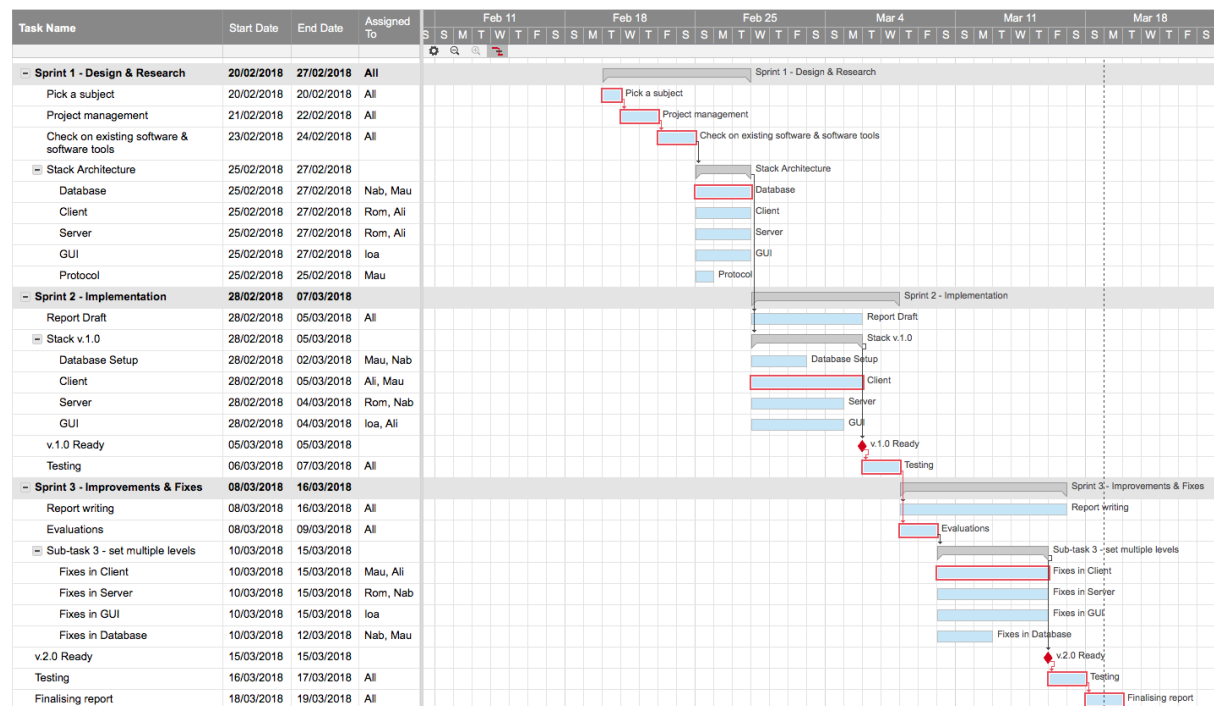 Feb 11 Feb 18 Feb 25 Mar 4 Mar 11 Mar 18
Task Name Start Date End Date Assigned To
S S M T W T F S S M T W T F S S M T W T F S S M T W T F S S M T W T F S S M T W T F S
Sprint 1 - Design & Research 20/02/2018 27/02/2018 All Sprint 1 - Design & Research
Pick a subject 20/02/2018 20/02/2018 All Pick a subject
Project management 21/02/2018 22/02/2018 All Project management
Check on existing software & software tools 23/02/2018 24/02/2018 All Check on existing software & software tools
Stack Architecture 25/02/2018 27/02/2018 Stack Architecture
Database 25/02/2018 27/02/2018 Nab, Mau Database
Client 25/02/2018 27/02/2018 Rom, Ali Client
Server 25/02/2018 27/02/2018 Rom, Ali Server
GUI 25/02/2018 27/02/2018 Ioa GUI
Protocol 25/02/2018 25/02/2018 Mau Protocol
Sprint 2 - Implementation 28/02/2018 07/03/2018 Sprint 2 - Implementation
Report Draft 28/02/2018 05/03/2018 All Report Draft
Stack v.1.0 28/02/2018 05/03/2018 Stack v.1.0
Database Setup 28/02/2018 02/03/2018 Mau, Nab Database Setup
Client 28/02/2018 05/03/2018 Ali, Mau Client
Server 28/02/2018 04/03/2018 Rom, Nab Server
GUI 28/02/2018 04/03/2018 Ioa, Ali GUI
v.1.0 Ready 05/03/2018 05/03/2018 v.1.0 Ready
Testing 06/03/2018 07/03/2018 All Testing
Sprint 3 - Improvements & Fixes 08/03/2018 16/03/2018 Sprint 3 - Improvements & Fixes
Report writing 08/03/2018 16/03/2018 All Report writing
Evaluations 08/03/2018 09/03/2018 All Evaluations
Sub-task 3 - set multiple levels 10/03/2018 15/03/2018 Sub-task 3 - set multiple levels
Fixes in Client 10/03/2018 15/03/2018 Mau, Ali Fixes in Client
Fixes in Server 10/03/2018 15/03/2018 Rom, Nab Fixes in Server
Fixes in GUI 10/03/2018 15/03/2018 Ioa Fixes in GUI
Fixes in Database 10/03/2018 12/03/2018 Nab, Mau Fixes in Database
v.2.0 Ready 15/03/2018 15/03/2018 v.2.0 Ready
Testing 16/03/2018 17/03/2018 All Testing
Finalising report 18/03/2018 19/03/2018 All Finalising report